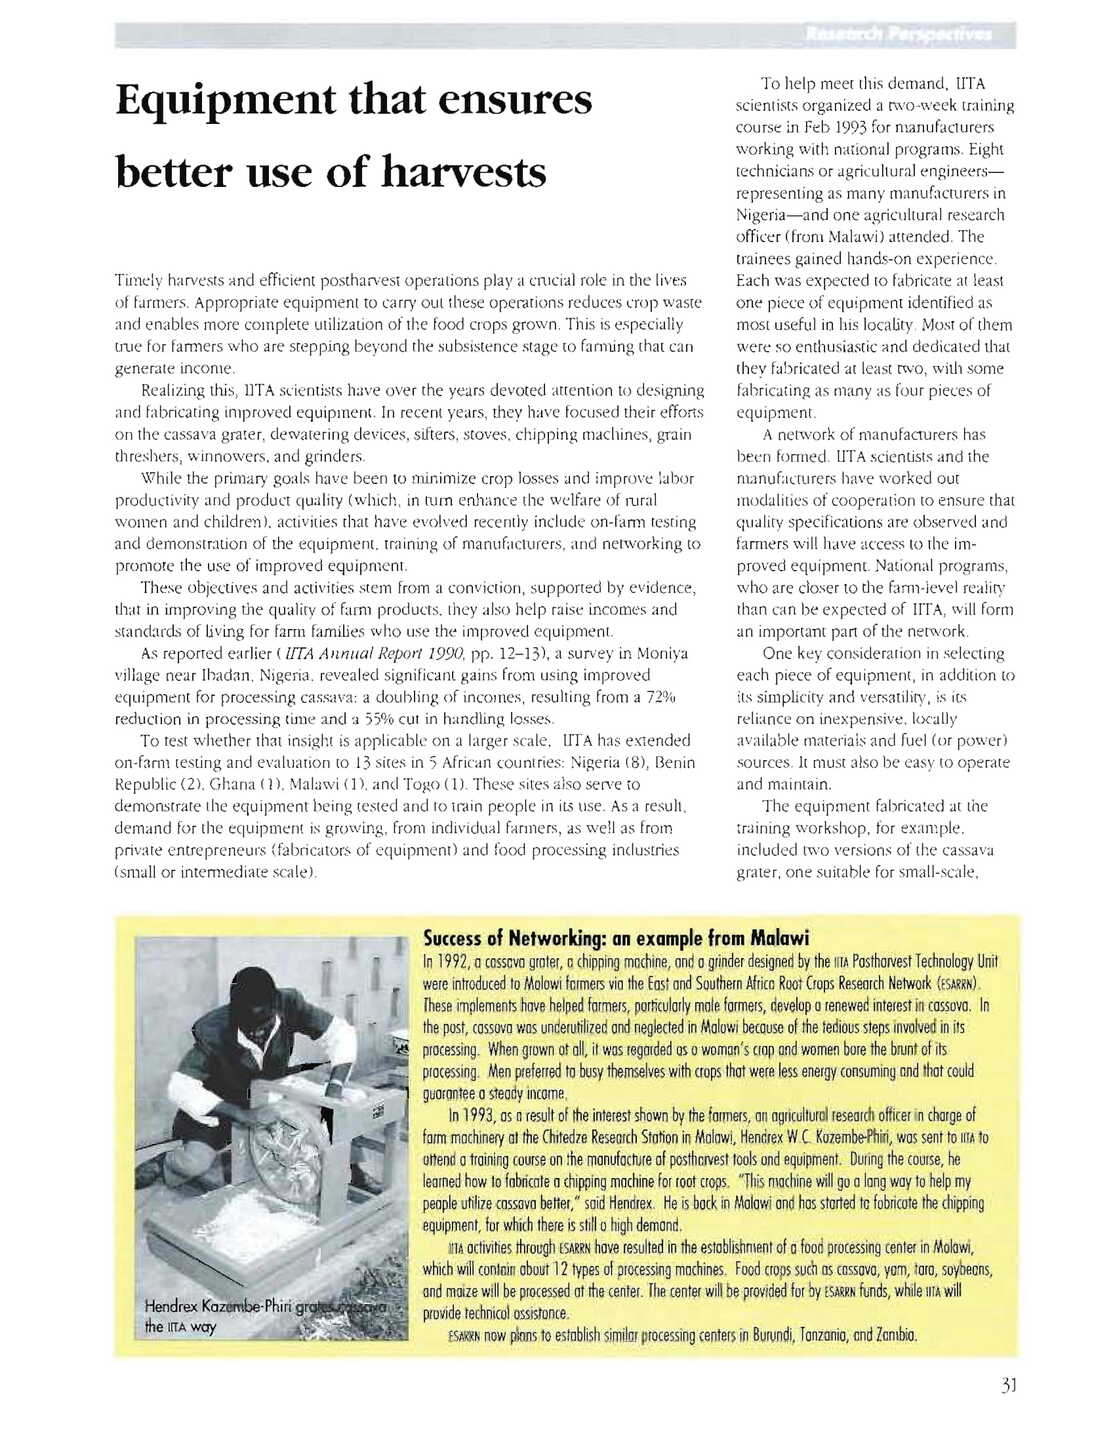 Research Perspectives
Equipment that ensures
better use of harvests
Timely harvests and efficient postharvest operations play a crucial role in the lives
of farmers. Appropriate equipment to carry out these operations reduces crop waste
and enables more complete utilization of the food crops grown. This is especially
true for farmers who are stepping beyond the subsistence stage to farming that can
generate income.
Realizing this, IITA scientists have over the years devoted attention to designing
and fabricating improved equipment. In recent years, they have focused their efforts
on the cassava grater, dewatering devices, sifters, stoves, chipping machines, grain
threshers, winnowers, and grinders.
While the primary goals have been to minimize crop losses and improve labor
productivity and product quality (which, in turn enhance the welfare of rural
women and children), activities that have evolved recently include on-farm testing
and demonstration of the equipment, training of manufacturers, and networking to
promote the use of improved equipment.
These objectives and activities stem from a conviction, supported by evidence,
that in improving the quality of farm products, they also help raise incomes and
standards of living for farm families who use the improved equipment.
As reported earlier (IITA Annual Report 1990, pp. 12–13), a survey in Moniya
village near Ibadan, Nigeria, revealed significant gains from using improved
equipment for processing cassava: a doubling of incomes, resulting from a 72%
reduction in processing time and a 55% cut in handling losses.
To test whether that insight is applicable on a larger scale, IITA has extended
on-farm testing and evaluation to 13 sites in 5 African countries: Nigeria (8), Benin
Republic (2), Ghana (1), Malawi (1), and Togo (1). These sites also serve to
demonstrate the equipment being tested and to train people in its use. As a result,
demand for the equipment is growing, from individual farmers, as well as from
private entrepreneurs (fabricators of equipment) and food processing industries
(small or intermediate scale).
To help meet this demand, IITA
scientists organized a two-week training
course in Feb 1993 for manufacturers
working with national programs. Eight
technicians or agricultural engineers—
representing as many manufacturers in
Nigeria—and one agricultural research
officer (from Malawi) attended. The
trainees gained hands-on experience.
Each was expected to fabricate at least
one piece of equipment identified as
most useful in his locality. Most of them
were so enthusiastic and dedicated that
they fabricated at least two, with some
fabricating as many as four pieces of
equipment.
A network of manufacturers has
been formed. IITA scientists and the
manufacturers have worked out
modalities of cooperation to ensure that
quality specifications are observed and
farmers will have access to the im-
proved equipment. National programs,
who are closer to the farm-level reality
than can be expected of IITA, will form
an important part of the network.
One key consideration in selecting
each piece of equipment, in addition to
its simplicity and versatility, is its
reliance on inexpensive, locally
available materials and fuel (or power)
sources. It must also be easy to operate
and maintain.
The equipment fabricated at the
training workshop, for example,
included two versions of the cassava
grater, one suitable for small-scale,
Hendrex Kazembe-Phiri grates cassava
the IITA way
Success of Networking: an example from Malawi
In 1992, a cassava grater, a chipping machine, and a grinder designed by the IITA Postharvest Technology Unit
were introduced to Malawi farmers via the East and Southern Africa Root Crops Research Network (ESARRN).
These implements have helped farmers, particularly male farmers, develop a renewed interest in cassava. In
the past, cassava was underutilized and neglected in Malawi because of the tedious steps involved in its
processing. When grown at all, it was regarded as a woman's crop and women bore the brunt of its
processing. Men preferred to busy themselves with crops that were less energy consuming and that could
guarantee a steady income.
In 1993, as a result of the interest shown by the farmers, an agricultural research officer in charge of
farm machinery at the Chitedze Research Station in Malawi, Hendrex W.C. Kazembe-Phiri, was sent to IITA to
attend a training course on the manufacture of postharvest tools and equipment. During the course, he
learned how to fabricate a chipping machine for root crops. "This machine will go a long way to help my
people utilize cassava better," said Hendrex. He is back in Malawi and has started to fabricate the chipping
equipment, for which there is still a high demand.
IITA activities through ESARRN have resulted in the establishment of a food processing center in Malawi,
which will contain about 12 types of processing machines. Food crops such as cassava, yam, taro, soybeans,
and maize will be processed at the center. The center will be provided for by ESARRN funds, while IITA will
provide technical assistance.
ESARRN now plans to establish similar processing centers in Burundi, Tanzania, and Zambia.
31